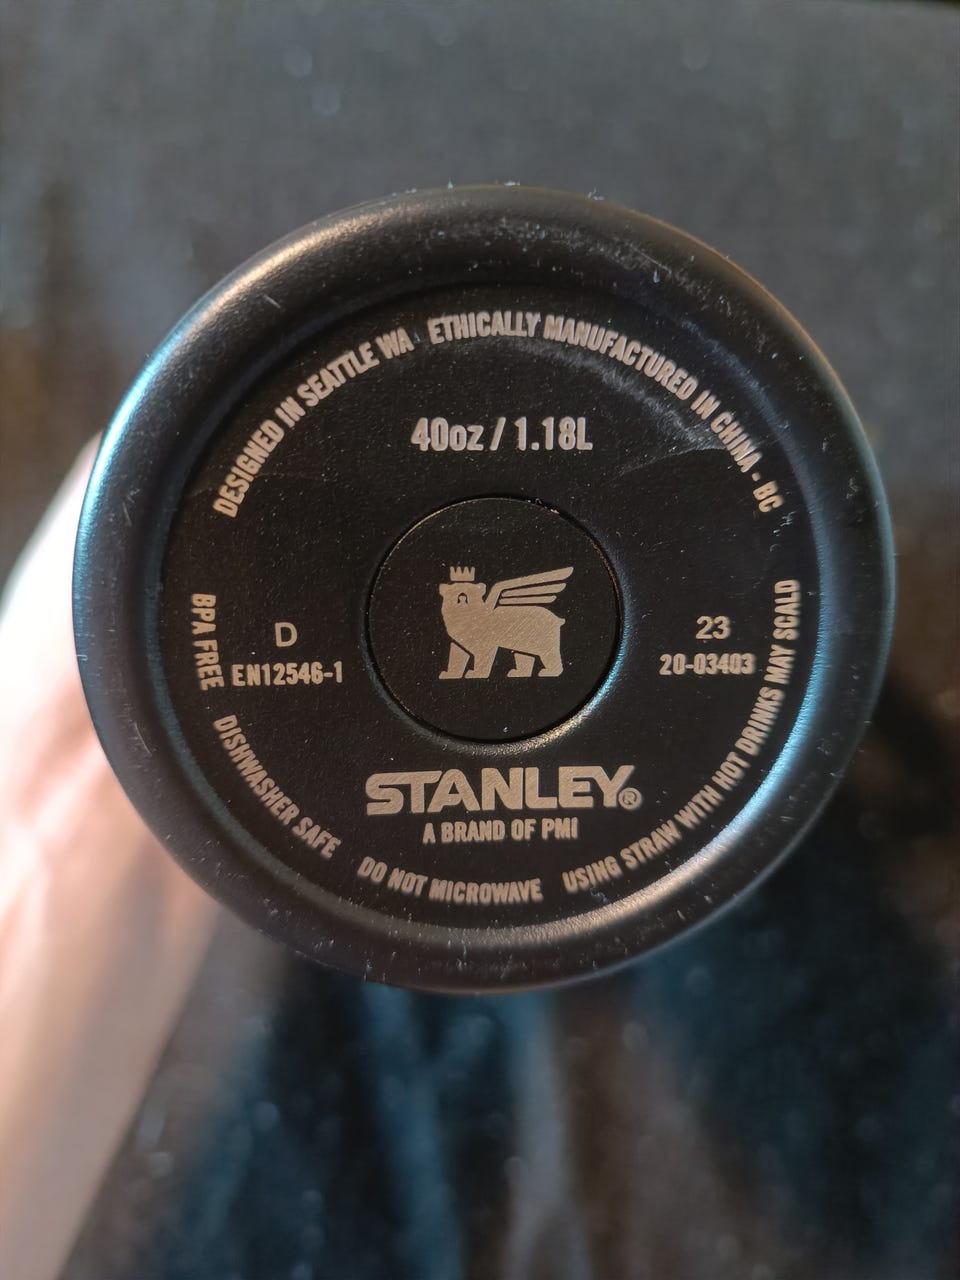 DESIGNED IN SEATTLE WA
ETHICALLY MANUFACTURED IN CHINA - BC
40oz / 1.18L
D
EN12546-1
23
20-03403
STANLEY®
A BRAND OF PMI
BPA FREE
DISHWASHER SAFE
DO NOT MICROWAVE
USING STRAW WITH HOT DRINKS MAY SCALD